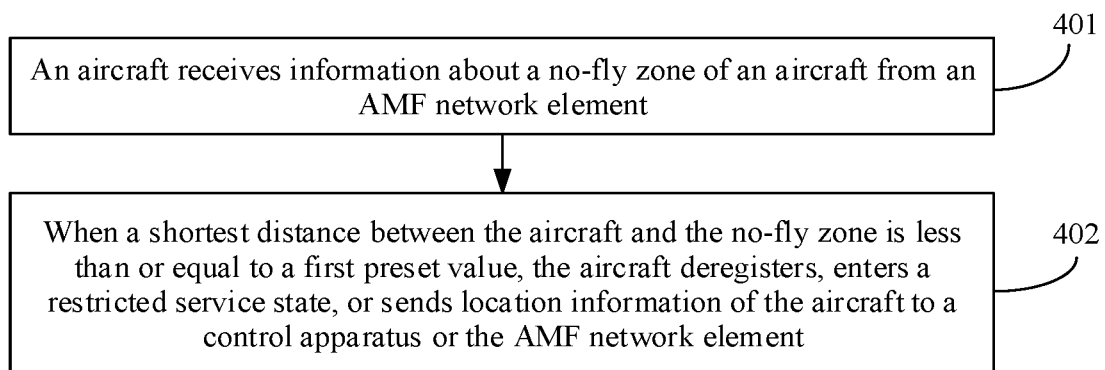 401
An aircraft receives information about a no-fly zone of an aircraft from an
AMF network element
When a shortest distance between the aircraft and the no-fly zone is less
than or equal to a first preset value, the aircraft deregisters, enters a
restricted service state, or sends location information of the aircraft to a
control apparatus or the AMF network element
402